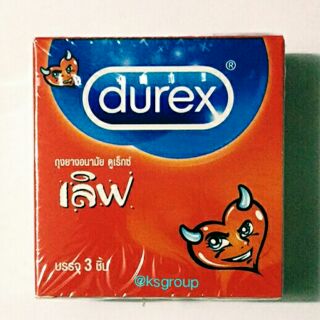 durex®
ถุงยางอนามัย ดูเร็กซ์
เลิฟ
บรรจุ 3 ชิ้น
@ksgroup